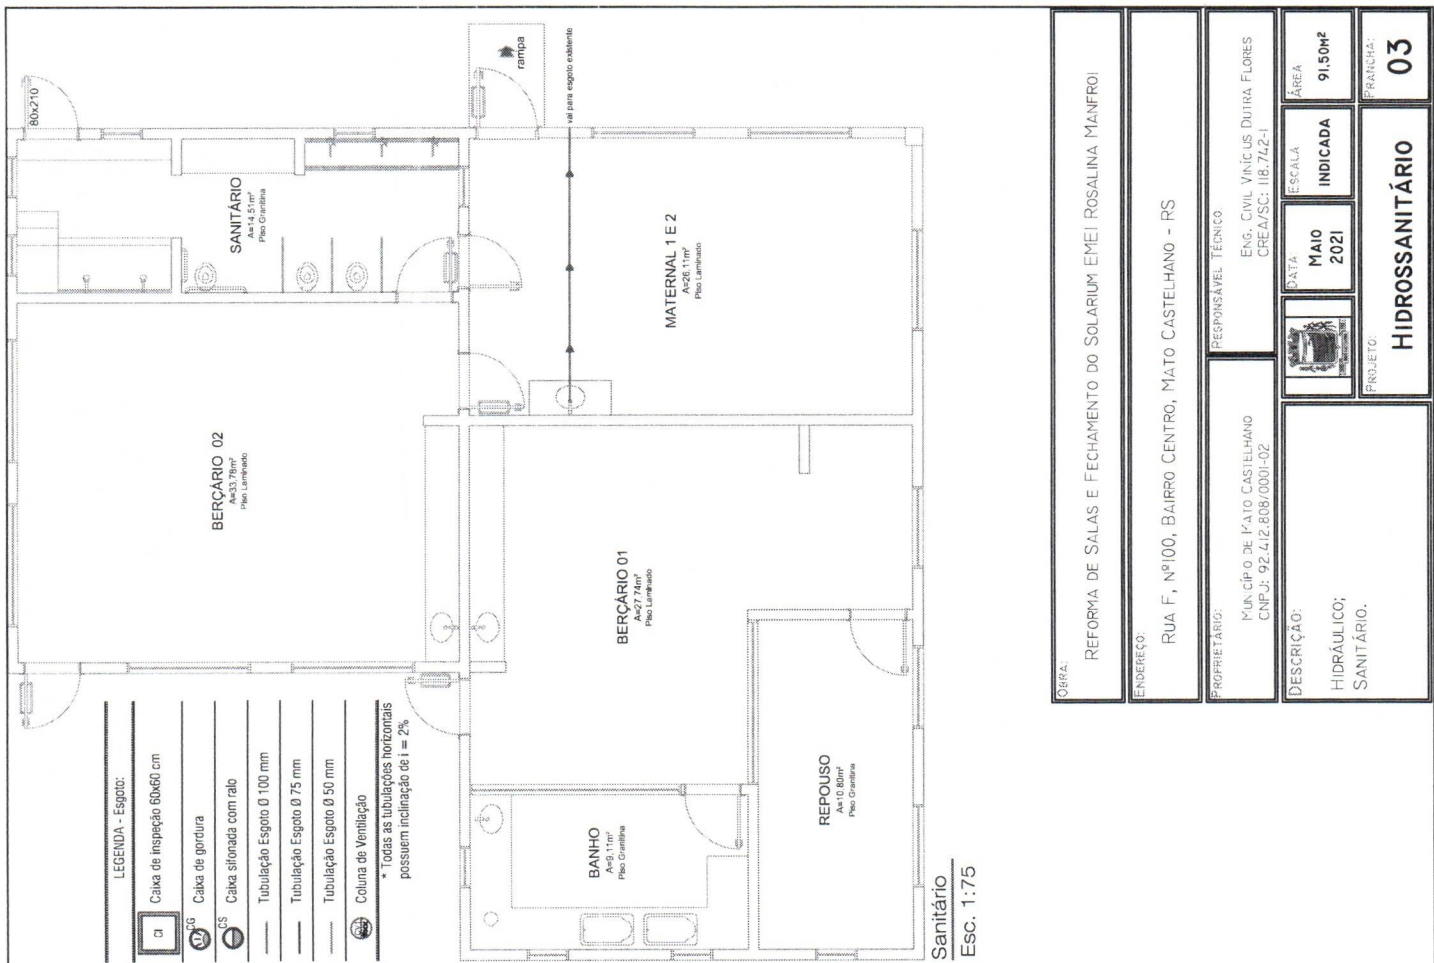 LEGENDA - Esgoto:
CI
Caixa de inspeção 60x60 cm
CG
Caixa de gordura
CS
Caixa sifonada com ralo
Tubulação Esgoto Ø 100 mm
Tubulação Esgoto Ø 75 mm
Tubulação Esgoto Ø 50 mm
Coluna de Ventilação
* Todas as tubulações horizontais
possuem inclinação de i = 2%
80x210
rampa
vai para esgoto existente
SANITÁRIO
A=14,51m²
Piso Granitina
BERÇÁRIO 02
A=33,78m²
Piso Laminado
MATERNAL 1 E 2
A=26,11m²
Piso Laminado
BERÇÁRIO 01
A=27,74m²
Piso Laminado
BANHO
A=9,11m²
Piso Granitina
REPOUSO
A=10,80m²
Piso Granitina
Sanitário
Esc. 1:75
OBRA:
REFORMA DE SALAS E FECHAMENTO DO SOLARIUM EMEI ROSALINA MANFROI
ENDEREÇO:
RUA F, Nº100, BAIRRO CENTRO, MATO CASTELHANO - RS
PROPRIETÁRIO:
MUNICÍPIO DE MATO CASTELHANO
CNPJ: 92.412.808/0001-02
RESPONSÁVEL TÉCNICO:
ENG. CIVIL VINÍCIUS DUTRA FLORES
CREA/SC: 118.742-1
DESCRIÇÃO:
HIDRÁULICO;
SANITÁRIO.
DATA:
MAIO
2021
ESCALA
INDICADA
ÁREA
91,50M²
PROJETO:
HIDROSSANITÁRIO
PRANCHA:
03